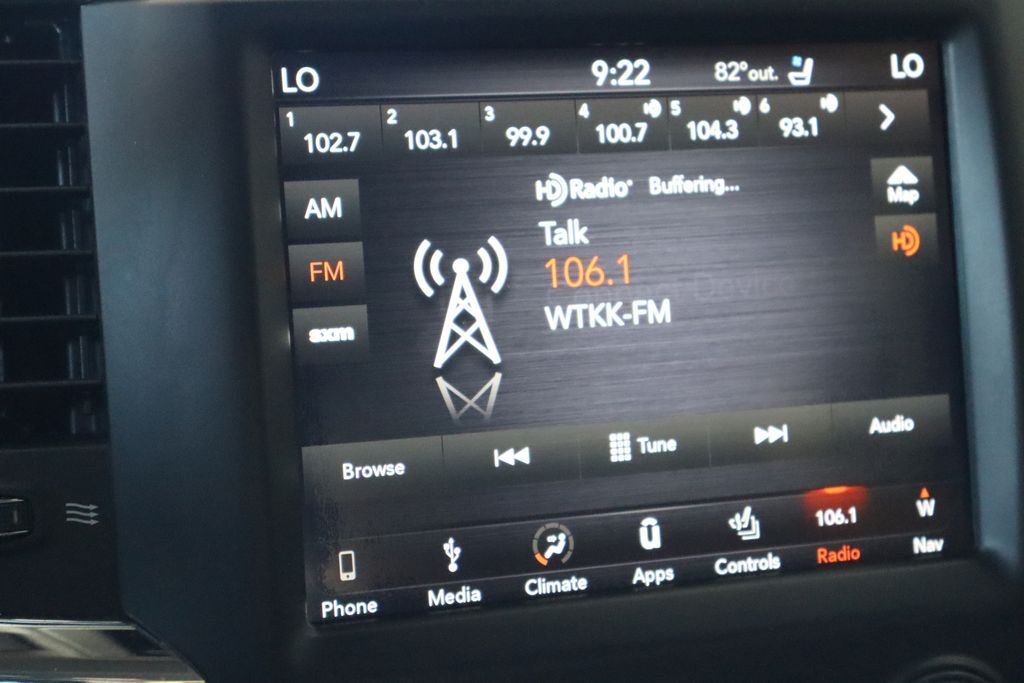 LO 9:22 82° out. LO
1 102.7 2 103.1 3 99.9 4 100.7 5 104.3 6 93.1
HD Radio Buffering...
Map
AM Talk
HD
FM 106.1
Device
sxm WTKK-FM
Browse Tune Audio
106.1 W
Phone Media Climate Apps Controls Radio Nav